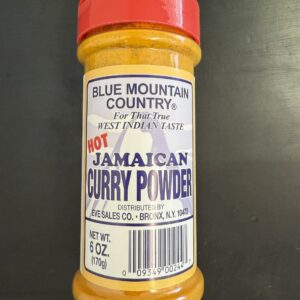 BLUE MOUNTAIN
COUNTRY®
For That True
WEST INDIAN TASTE
HOT
JAMAICAN
CURRY POWDER
DISTRIBUTED BY
EVE SALES CO. • BRONX, N.Y. 10473
NET WT.
6 OZ.
(170g)
0 09349 00244